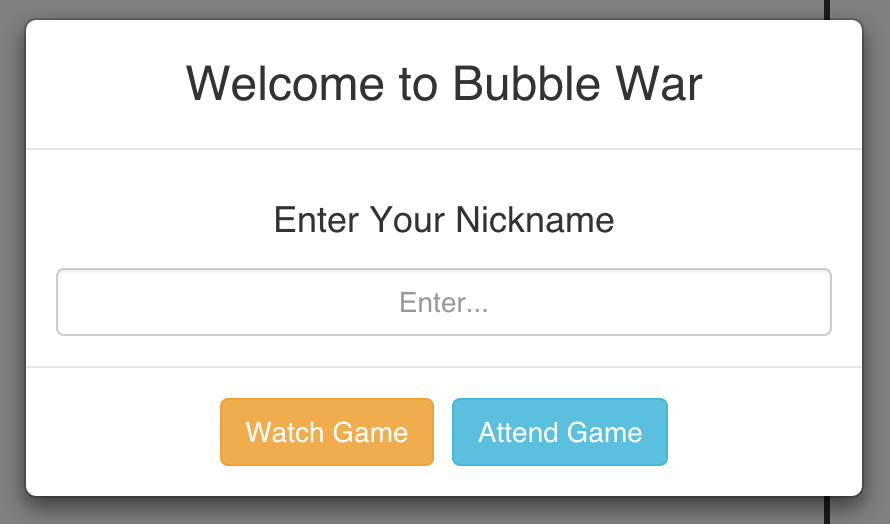 Welcome to Bubble War
Enter Your Nickname
Enter...
Watch Game
Attend Game